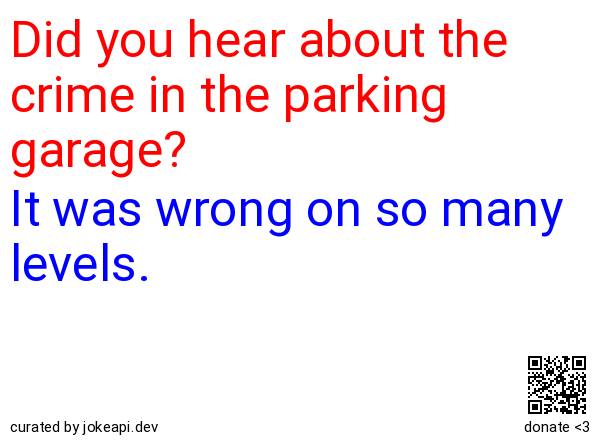 Did you hear about the
crime in the parking
garage?
It was wrong on so many
levels.
curated by jokeapi.dev
donate <3